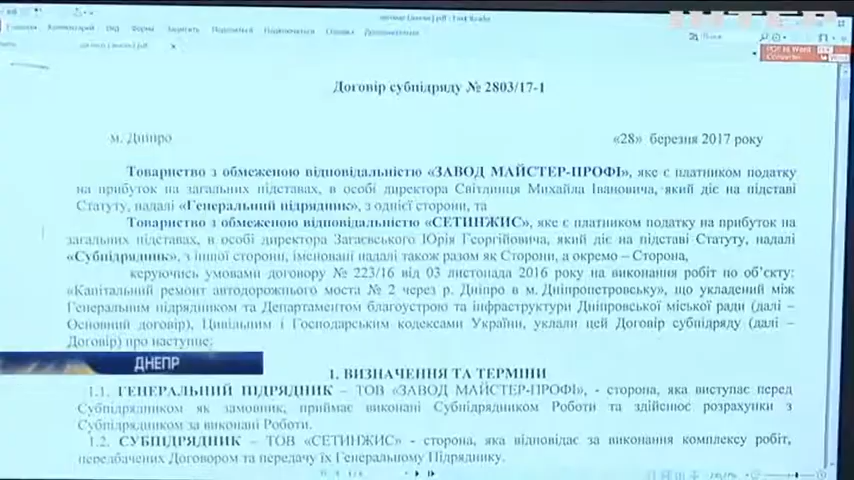 ІНТЕР
PDF to Word
Converter
Договір субпідряду № 2803/17-1
м. Дніпро «28» березня 2017 року
Товариство з обмеженою відповідальністю «ЗАВОД МАЙСТЕР-ПРОФІ», яке є платником податку
на прибуток на загальних підставах, в особі директора Світлинця Михайла Івановича, який діє на підставі
Статуту, надалі «Генеральний підрядник», з однієї сторони, та
Товариство з обмеженою відповідальністю «СЕТИНЖИС», яке є платником податку на прибуток на
загальних підставах, в особі директора Загаєвського Юрія Георгійовича, який діє на підставі Статуту, надалі
«Субпідрядник», з іншої сторони, іменовані надалі також разом як Сторони, а окремо – Сторона,
керуючись умовами договору № 223/16 від 03 листопада 2016 року на виконання робіт по об'єкту:
«Капітальний ремонт автодорожнього моста № 2 через р. Дніпро в м. Дніпропетровську», що укладений між
Генеральним підрядником та Департаментом благоустрою та інфраструктури Дніпровської міської ради (далі –
Основний договір), Цивільним і Господарським кодексами України, уклали цей Договір субпідряду (далі –
Договір) про наступне:
ДНЕПР
1. ВИЗНАЧЕННЯ ТА ТЕРМІНИ
1.1. ГЕНЕРАЛЬНИЙ ПІДРЯДНИК – ТОВ «ЗАВОД МАЙСТЕР-ПРОФІ», - сторона, яка виступає перед
Субпідрядником як замовник, приймає виконані Субпідрядником Роботи та здійснює розрахунки з
Субпідрядником за виконані Роботи.
1.2. СУБПІДРЯДНИК – ТОВ «СЕТИНЖИС» - сторона, яка відповідає за виконання комплексу робіт,
передбачених Договором та передачу їх Генеральному Підряднику.